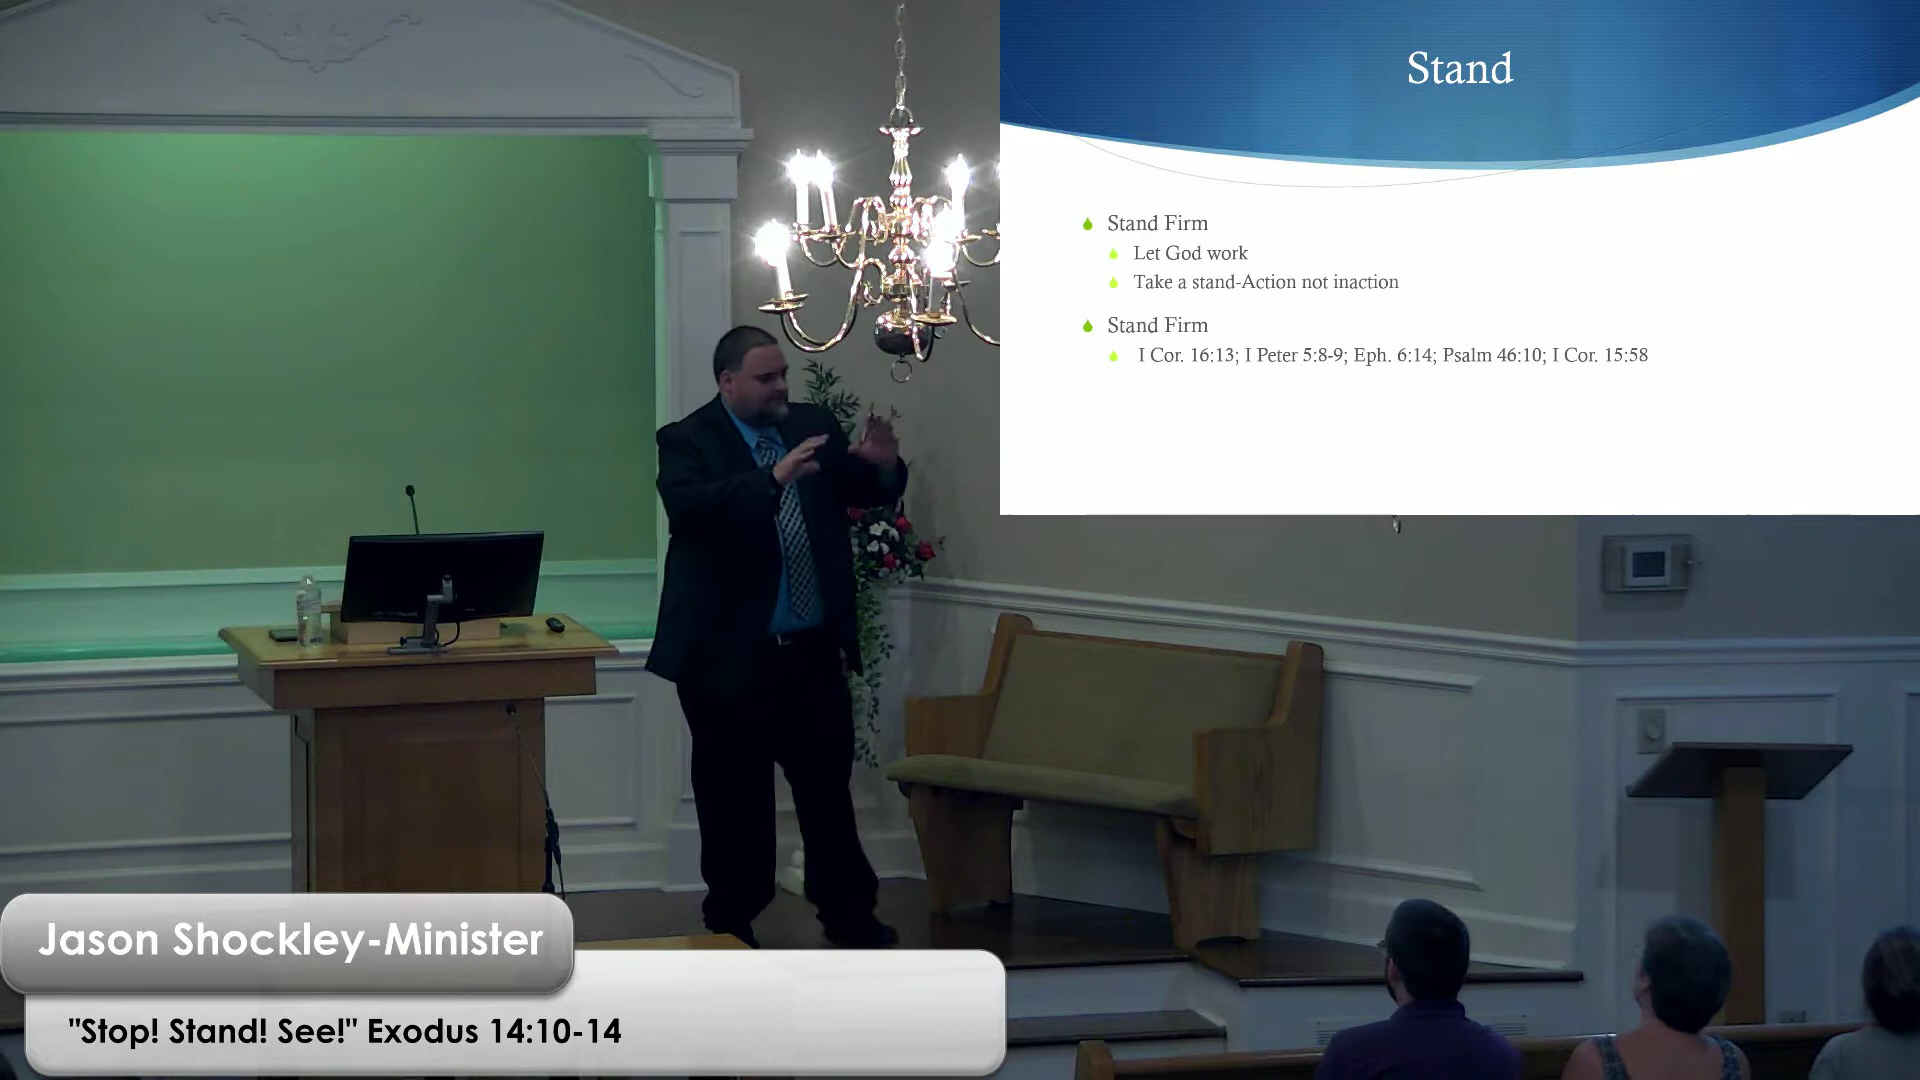 Stand
Stand Firm
Let God work
Take a stand-Action not inaction
Stand Firm
I Cor. 16:13; I Peter 5:8-9; Eph. 6:14; Psalm 46:10; I Cor. 15:58
Jason Shockley-Minister
"Stop! Stand! See!" Exodus 14:10-14